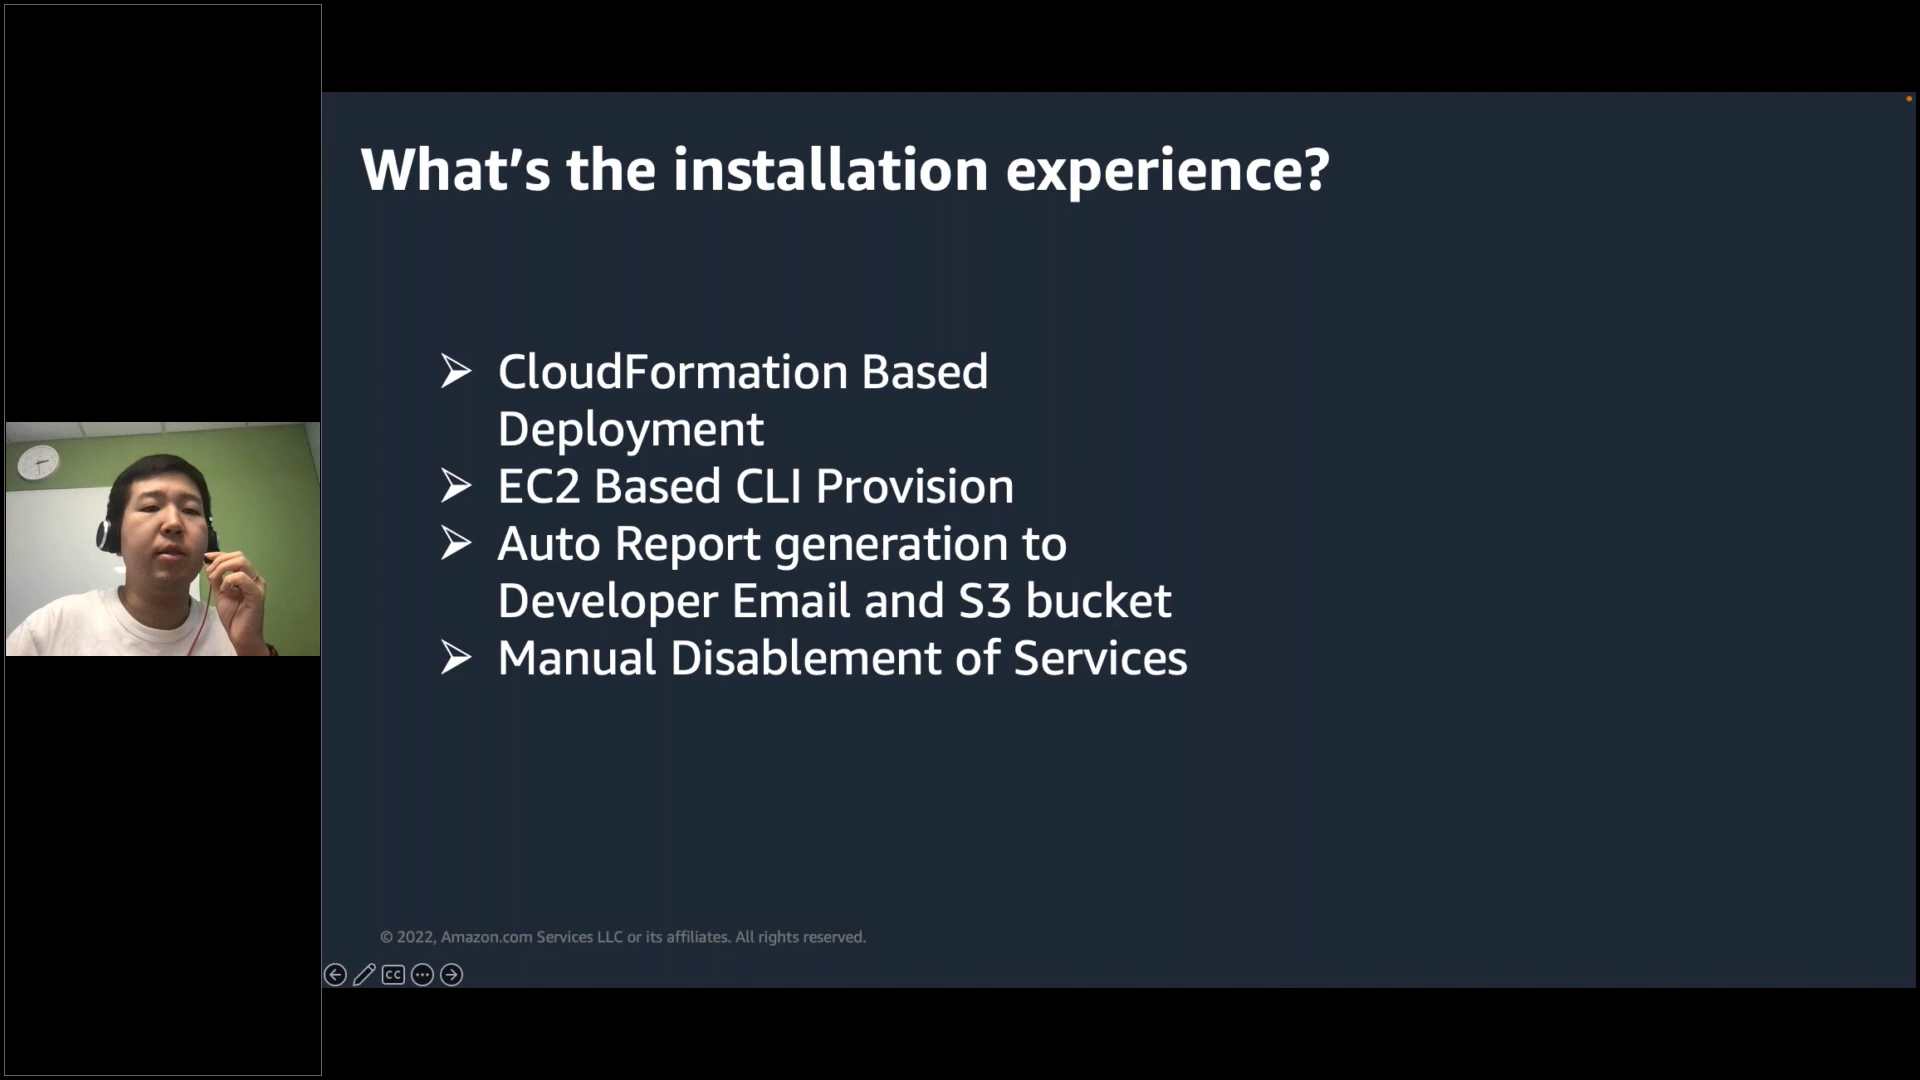 What’s the installation experience?
➢ CloudFormation Based
Deployment
➢ EC2 Based CLI Provision
➢ Auto Report generation to
Developer Email and S3 bucket
➢ Manual Disablement of Services
© 2022, Amazon.com Services LLC or its affiliates. All rights reserved.
CC